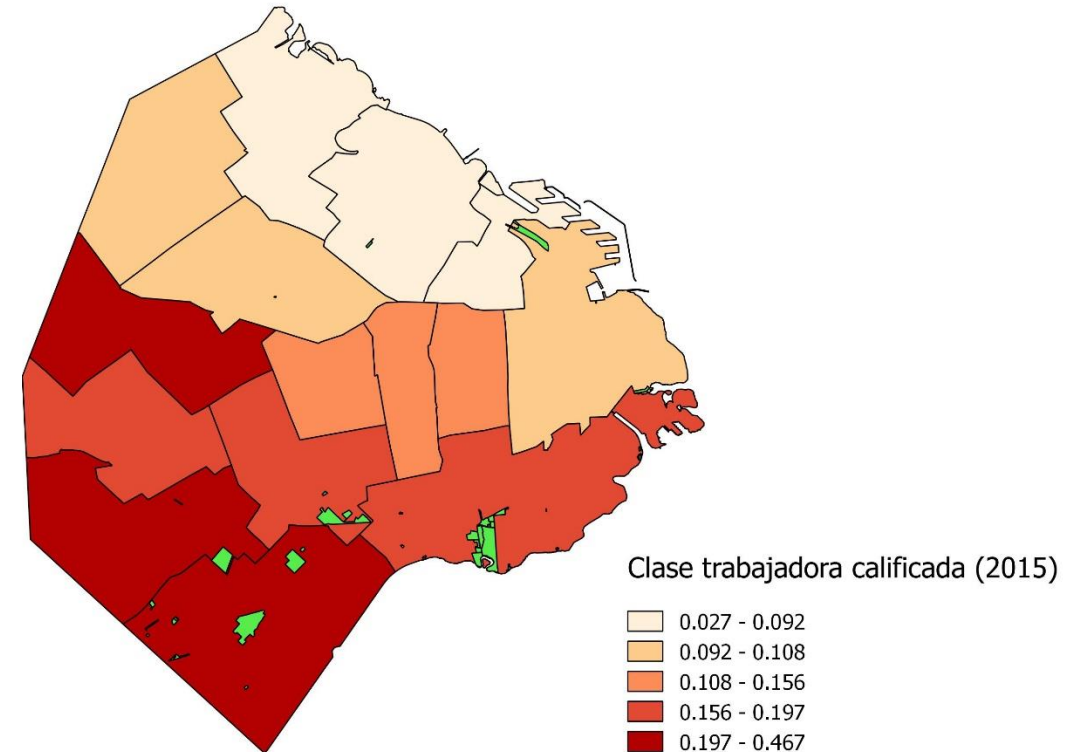 Clase trabajadora calificada (2015)
0.027 - 0.092
0.092 - 0.108
0.108 - 0.156
0.156 - 0.197
0.197 - 0.467